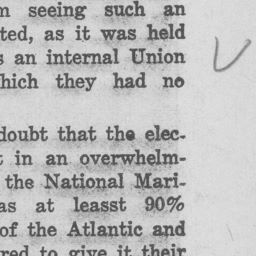 m seeing such an
ted, as it was held
s an internal Union
hich they had no
doubt that the elec-
t in an overwhelm-
the National Mari-
as at leasst 90%
of the Atlantic and
red to give it their